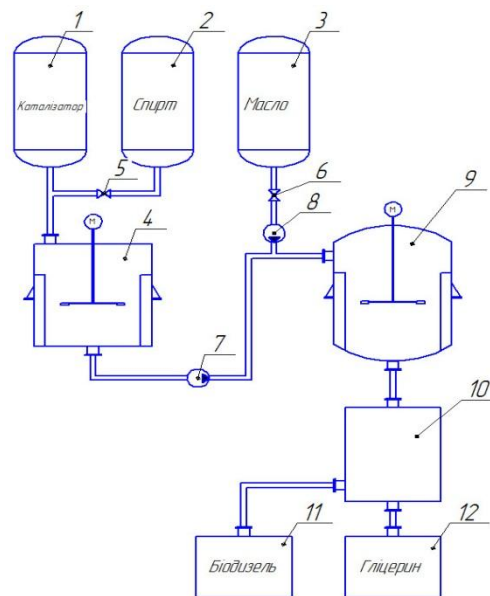 1
2
3
Каталізатор
Спирт
Масло
5
6
4
М
8
9
М
7
10
11
12
Біодизель
Гліцерин